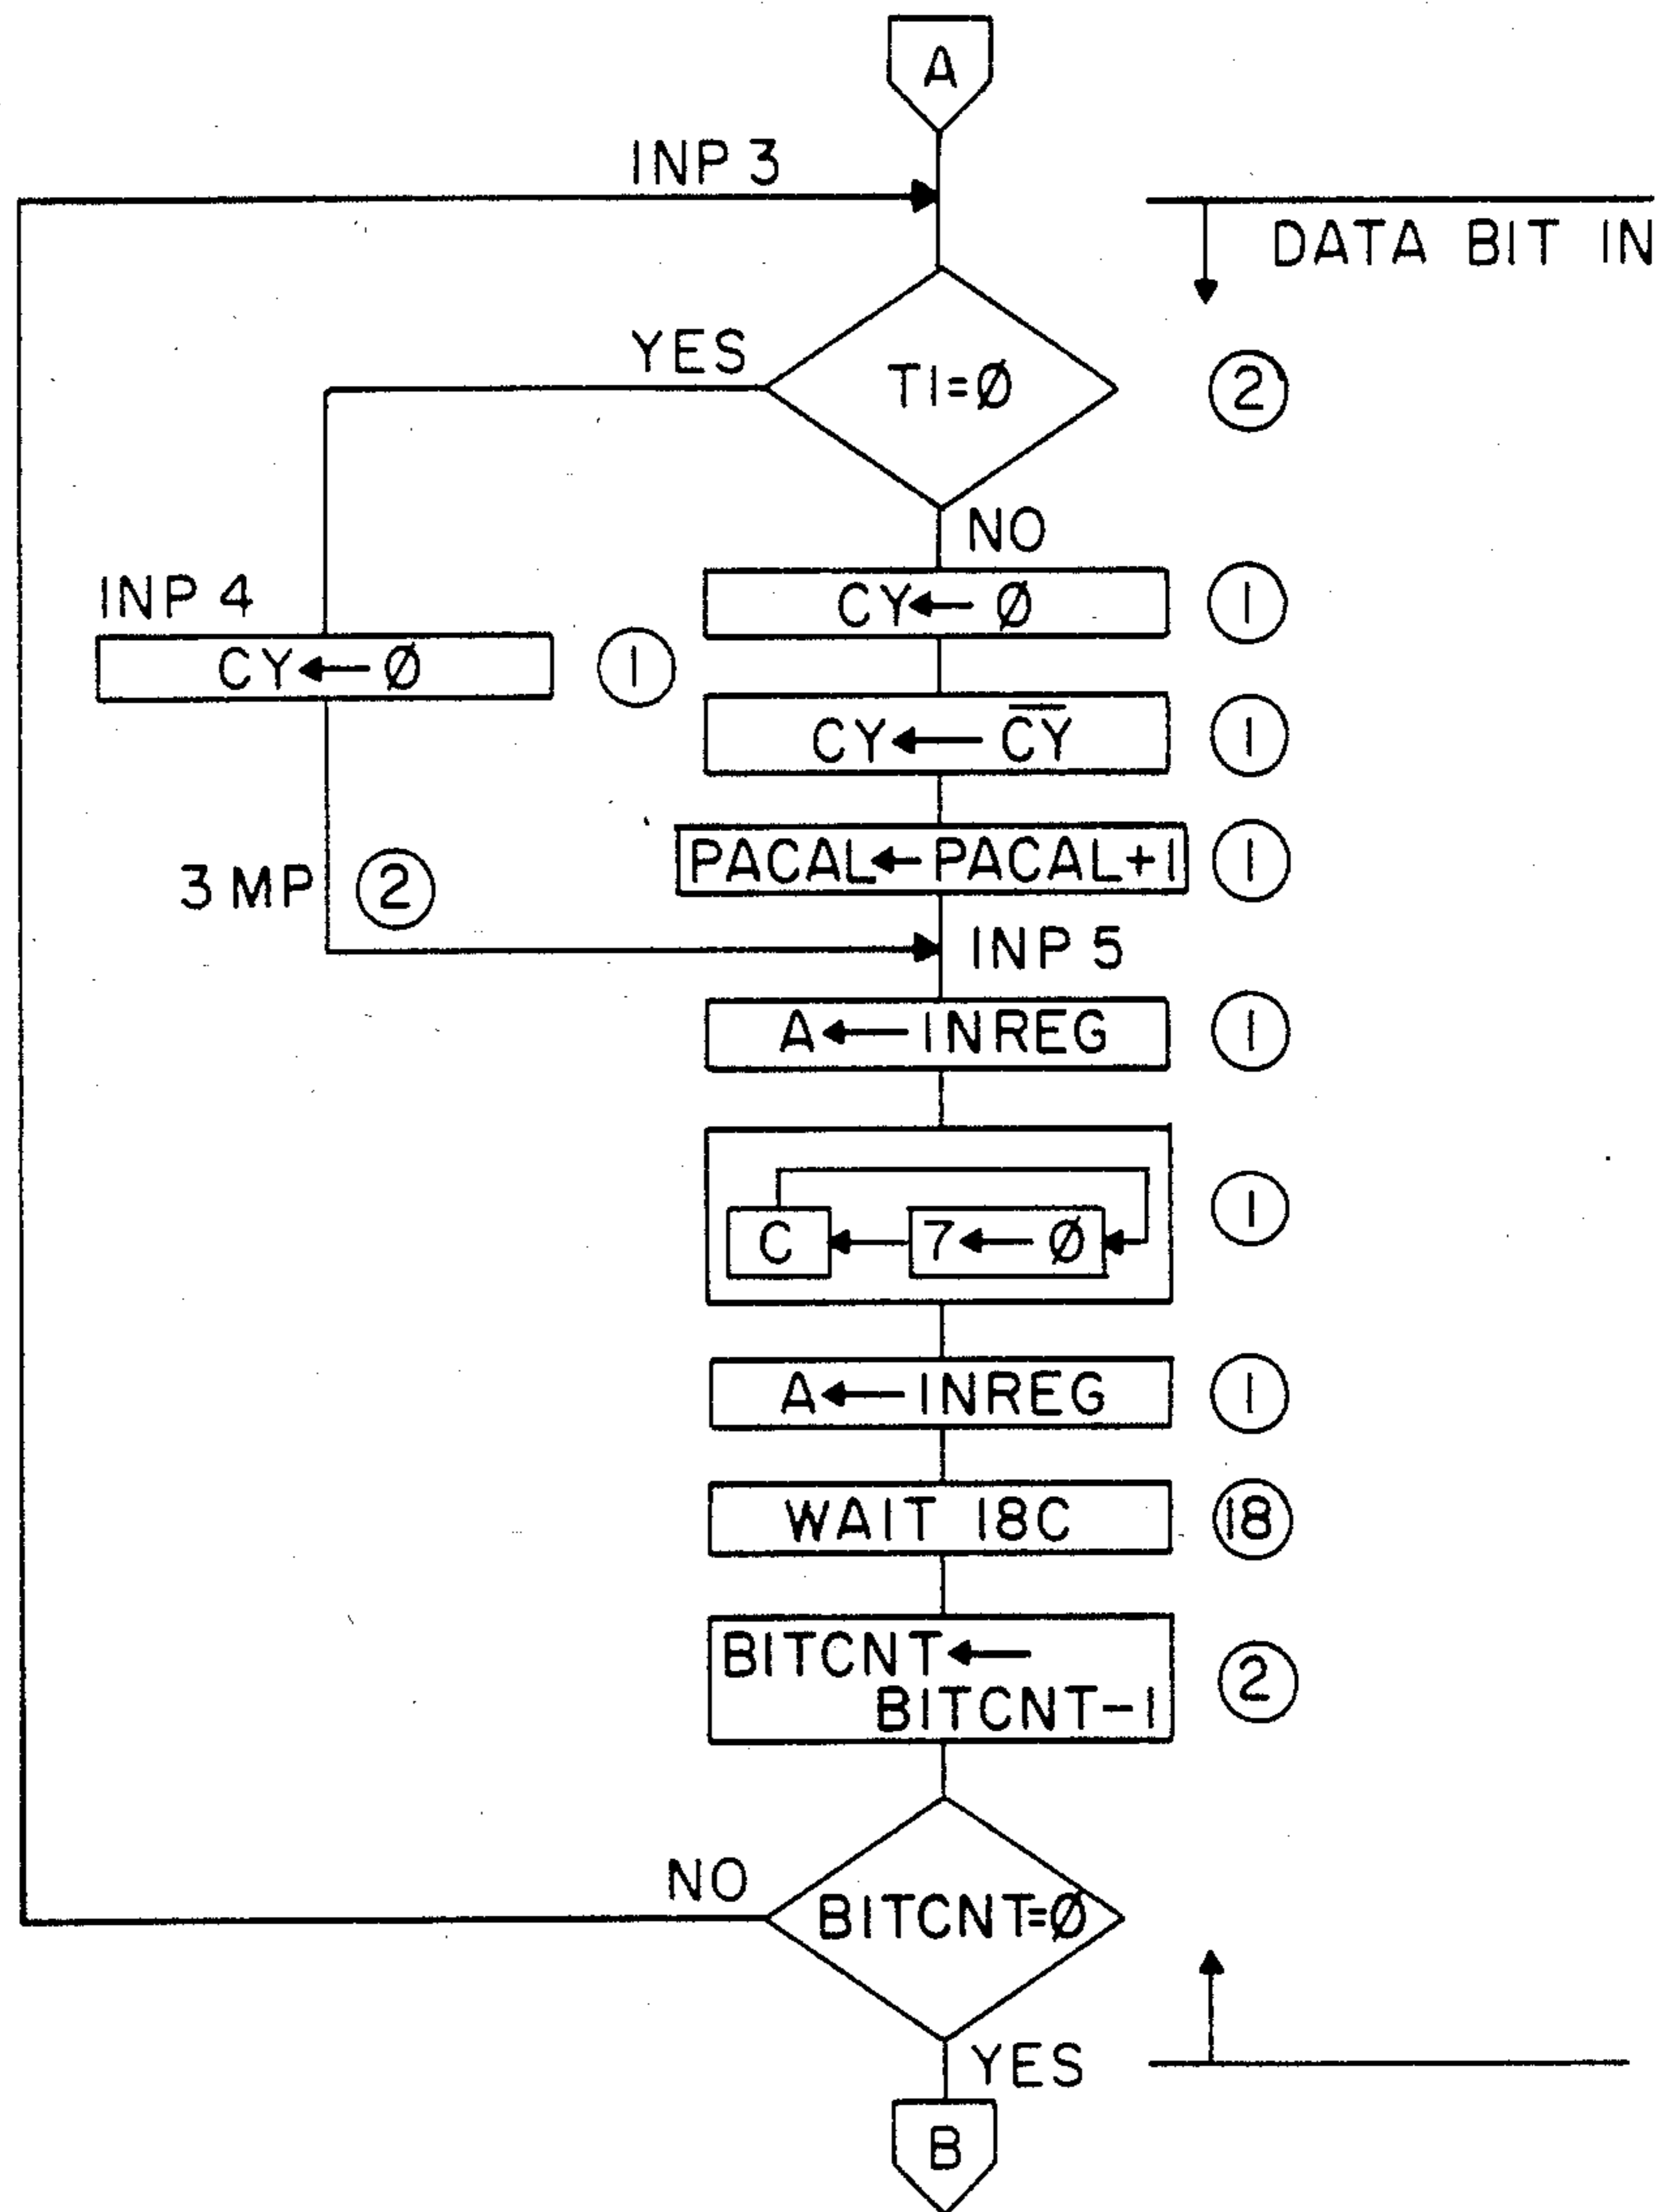 A
INP 3
DATA BIT IN
YES
T1=Ø
②
NO
INP 4
CY←Ø
①
CY←Ø
①
CY←C̅Y̅
①
PACAL←PACAL+1
①
3 MP
②
INP 5
A←INREG
①
C
7←Ø
①
A←INREG
①
WAIT 18C
⑱
BITCNT←
BITCNT-1
②
NO
BITCNT=Ø
YES
B